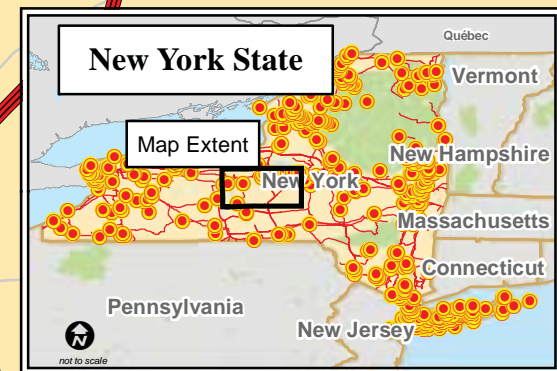 Québec
New York State
Vermont
Map Extent
New Hampshire
New York
Massachusetts
Connecticut
Pennsylvania
New Jersey
N
not to scale